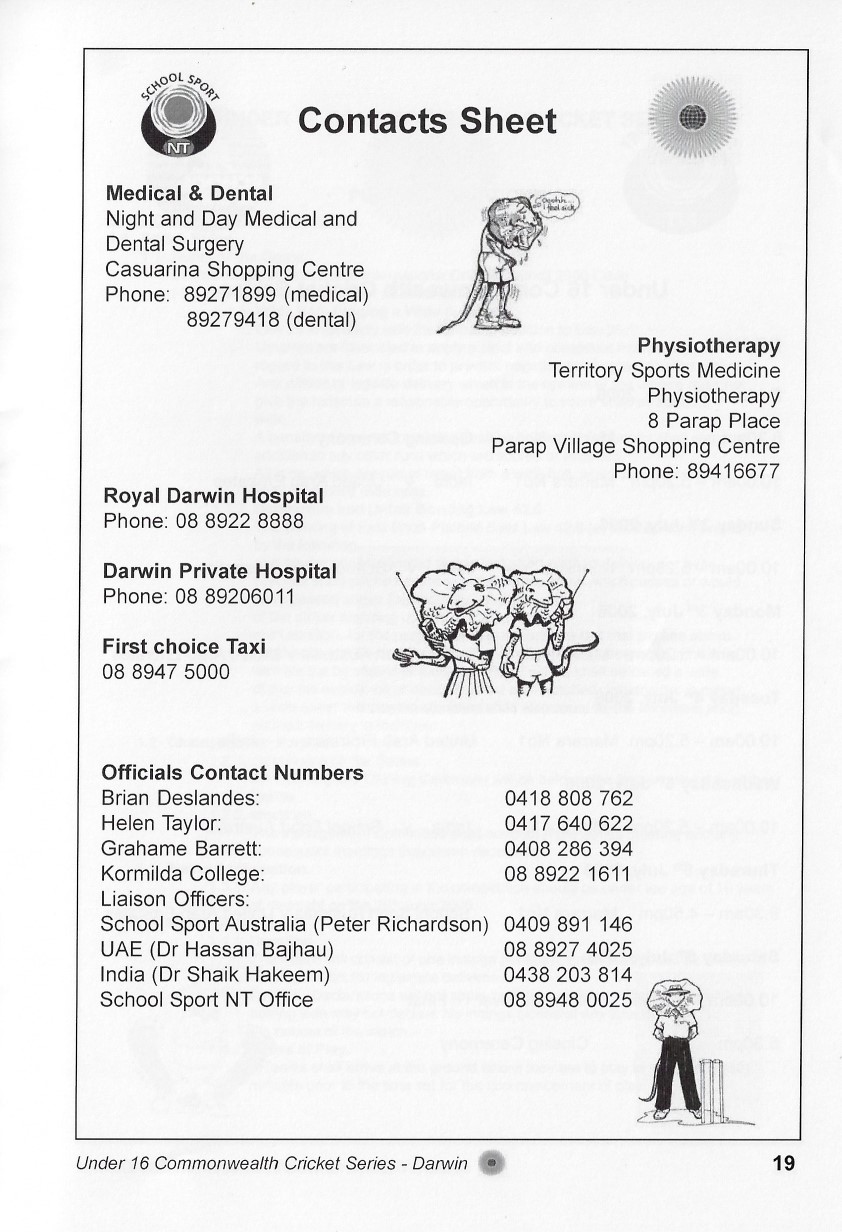 SCHOOL SPORT
NT
Contacts Sheet
Medical & Dental
Night and Day Medical and
Dental Surgery
Casuarina Shopping Centre
Phone: 89271899 (medical)
89279418 (dental)
Ooohh...
i feel sick
Physiotherapy
Territory Sports Medicine
Physiotherapy
8 Parap Place
Parap Village Shopping Centre
Phone: 89416677
Royal Darwin Hospital
Phone: 08 8922 8888
Darwin Private Hospital
Phone: 08 89206011
First choice Taxi
08 8947 5000
Officials Contact Numbers
Brian Deslandes: 0418 808 762
Helen Taylor: 0417 640 622
Grahame Barrett: 0408 286 394
Kormilda College: 08 8922 1611
Liaison Officers:
School Sport Australia (Peter Richardson) 0409 891 146
UAE (Dr Hassan Bajhau) 08 8927 4025
India (Dr Shaik Hakeem) 0438 203 814
School Sport NT Office 08 8948 0025
Under 16 Commonwealth Cricket Series - Darwin
19